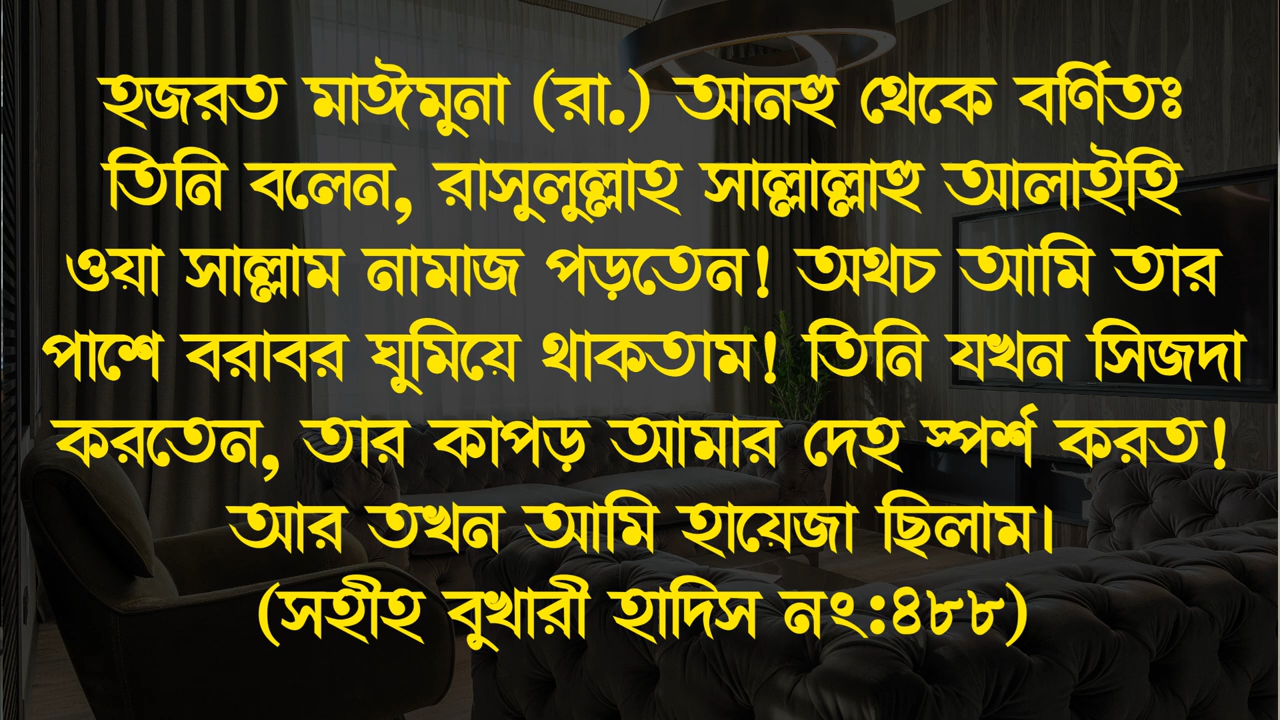 হজরত মাঈমুনা (রা.) আনহু থেকে বর্ণিতঃ
তিনি বলেন, রাসুলুল্লাহ সাল্লাল্লাহু আলাইহি
ওয়া সাল্লাম নামাজ পড়তেন! অথচ আমি তার
পাশে বরাবর ঘুমিয়ে থাকতাম! তিনি যখন সিজদা
করতেন, তার কাপড় আমার দেহ স্পর্শ করত!
আর তখন আমি হায়েজা ছিলাম।
(সহীহ বুখারী হাদিস নং:৪৮৮)